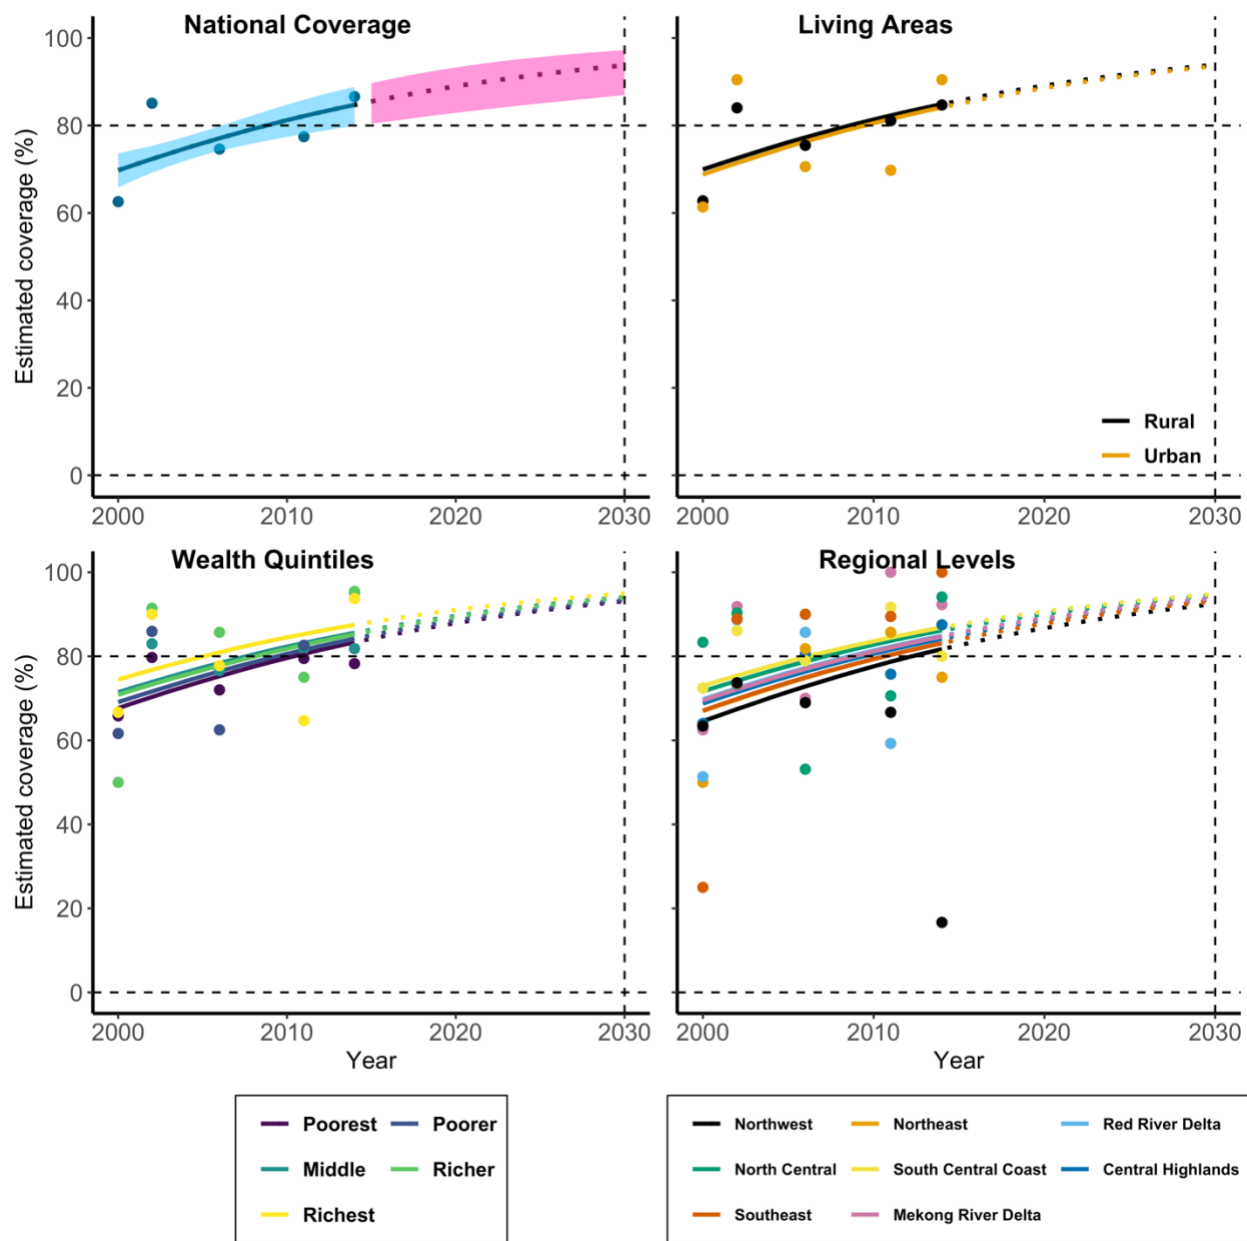 National Coverage
Living Areas
Estimated coverage (%)
100
80
60
40
20
0
Rural
Urban
2000 2010 2020 2030
2000 2010 2020 2030
Wealth Quintiles
Regional Levels
Estimated coverage (%)
100
80
60
40
20
0
2000 2010 2020 2030
2000 2010 2020 2030
Year
Year
Poorest Poorer
Middle Richer
Richest
Northwest Northeast Red River Delta
North Central South Central Coast Central Highlands
Southeast Mekong River Delta